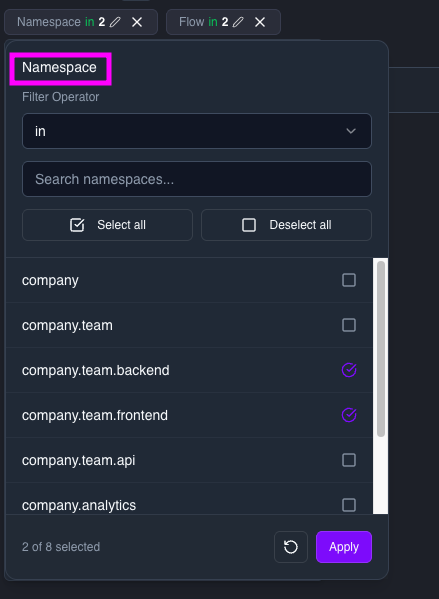 Namespace in 2 Flow in 2
Namespace
Filter Operator
in
Search namespaces...
Select all Deselect all
company
company.team
company.team.backend
company.team.frontend
company.team.api
company.analytics
2 of 8 selected Apply